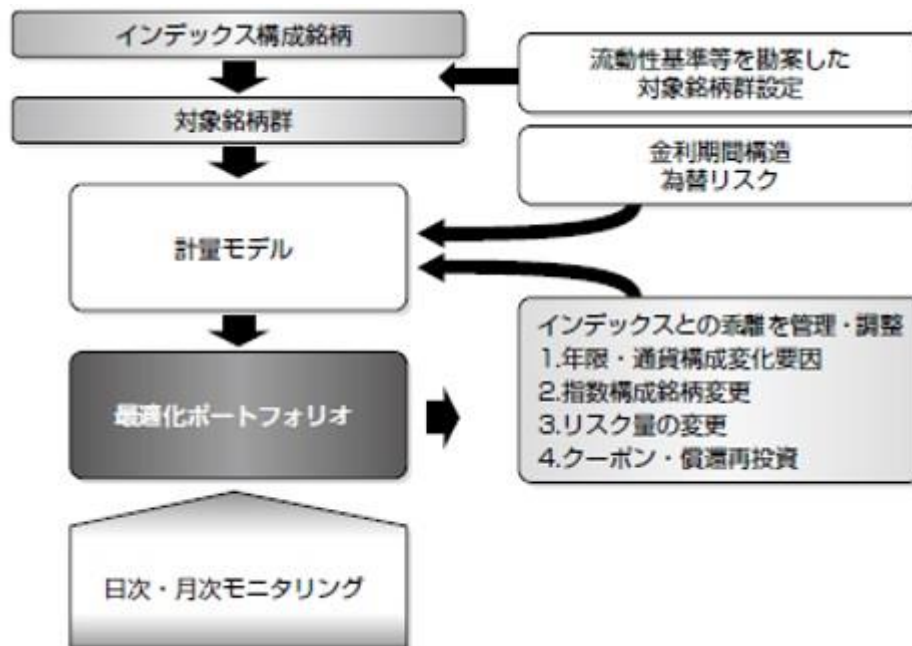 インデックス構成銘柄
流動性基準等を勘案した
対象銘柄群設定
対象銘柄群
金利期間構造
為替リスク
計量モデル
インデックスとの乖離を管理・調整
1.年限・通貨構成変化要因
2.指数構成銘柄変更
3.リスク量の変更
4.クーポン・償還再投資
最適化ポートフォリオ
日次・月次モニタリング